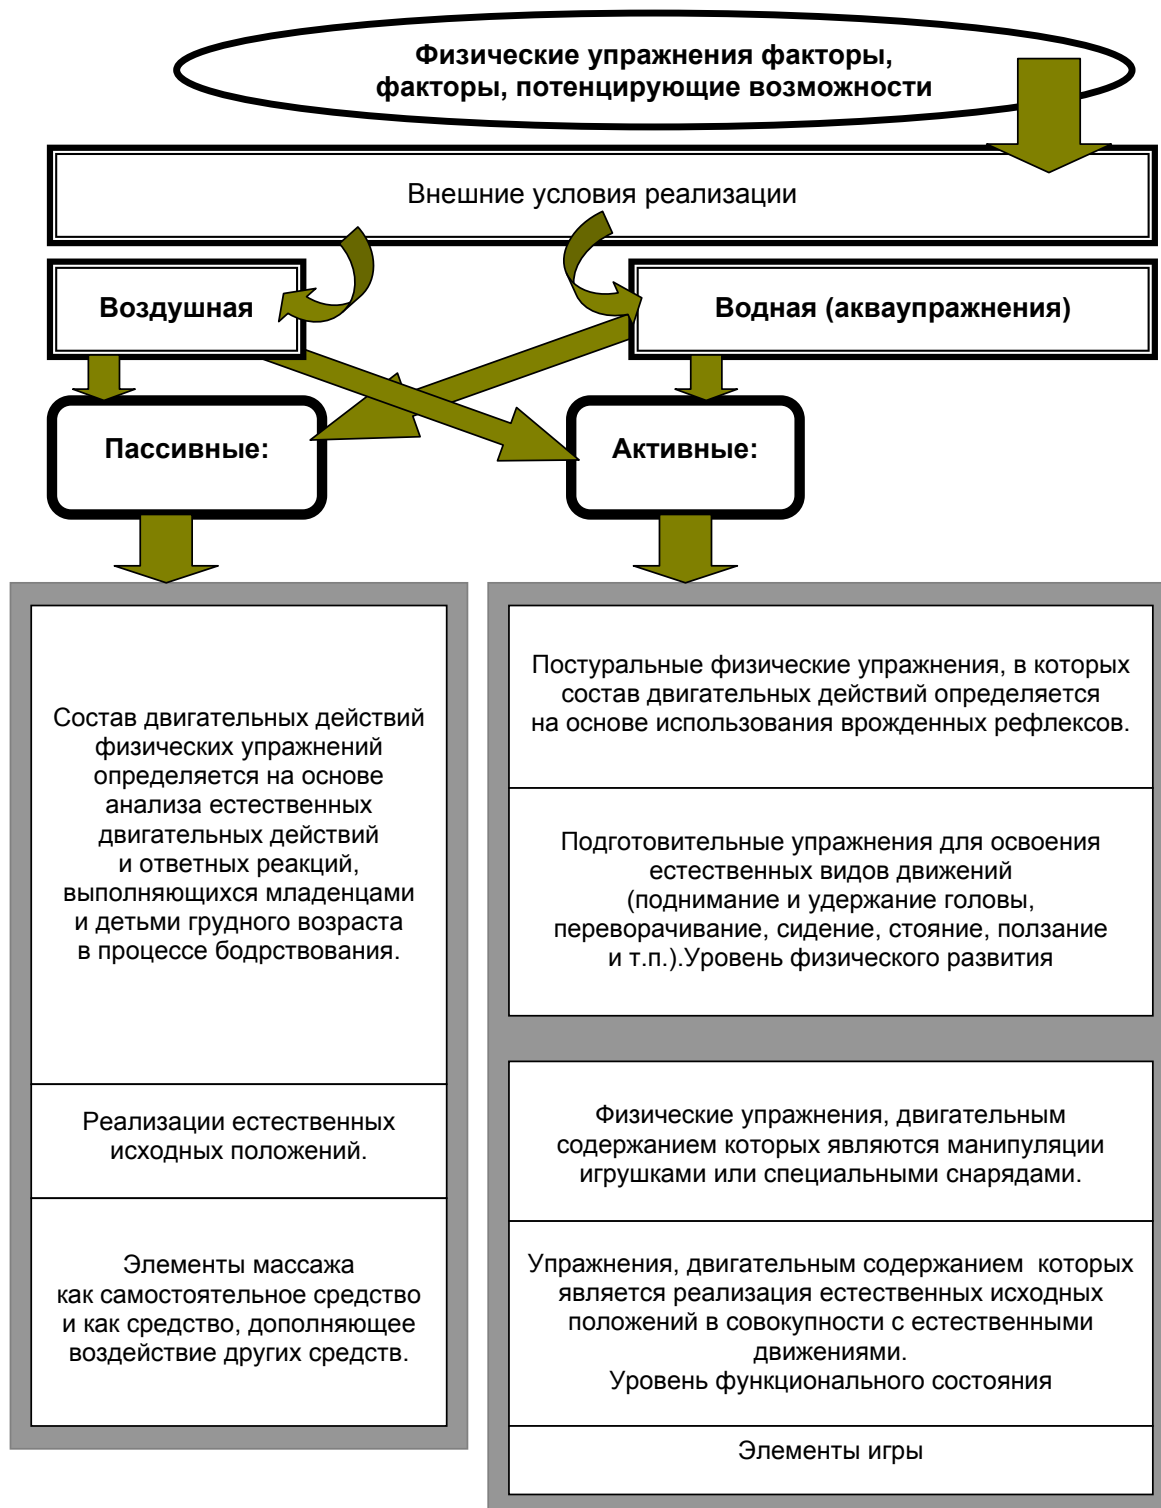 Физические упражнения факторы,
факторы, потенцирующие возможности
Внешние условия реализации
Воздушная
Водная (акваупражнения)
Пассивные:
Активные:
Состав двигательных действий
физических упражнений
определяется на основе
анализа естественных
двигательных действий
и ответных реакций,
выполняющихся младенцами
и детьми грудного возраста
в процессе бодрствования.
Реализации естественных
исходных положений.
Элементы массажа
как самостоятельное средство
и как средство, дополняющее
воздействие других средств.
Постуральные физические упражнения, в которых
состав двигательных действий определяется
на основе использования врожденных рефлексов.
Подготовительные упражнения для освоения
естественных видов движений
(поднимание и удержание головы,
переворачивание, сидение, стояние, ползание
и т.п.).Уровень физического развития
Физические упражнения, двигательным
содержанием которых являются манипуляции
игрушками или специальными снарядами.
Упражнения, двигательным содержанием  которых
является реализация естественных исходных
положений в совокупности с естественными
движениями.
Уровень функционального состояния
Элементы игры